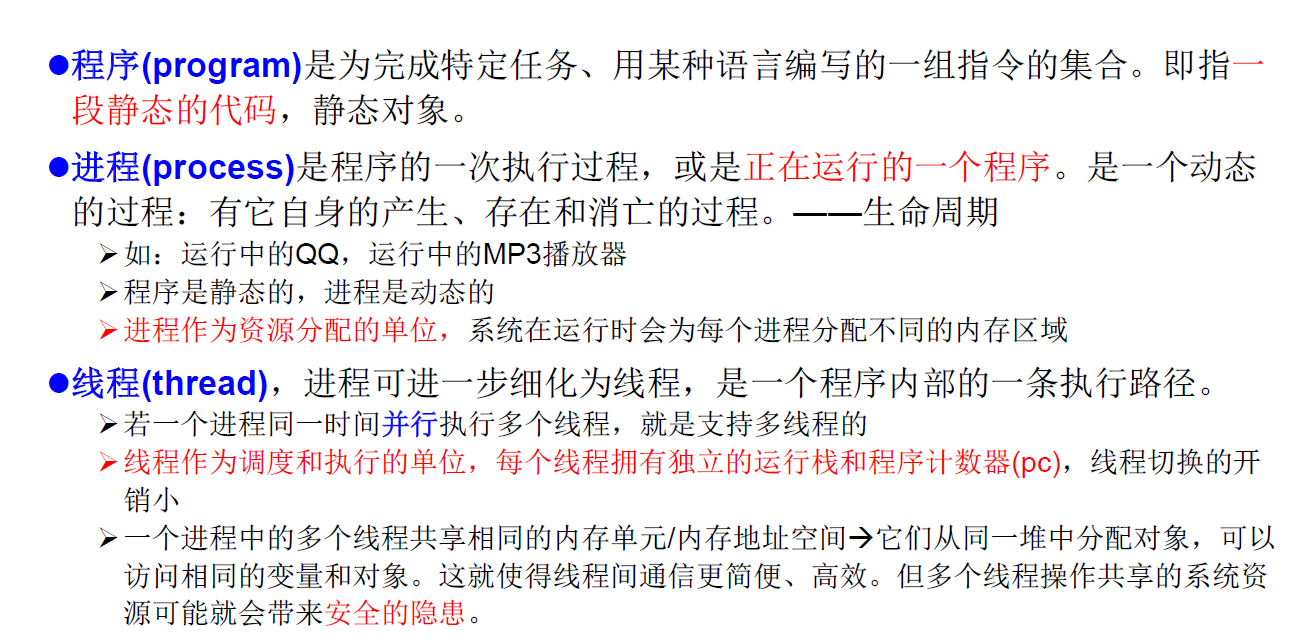 ●程序(program)是为完成特定任务、用某种语言编写的一组指令的集合。即指一
段静态的代码，静态对象。
●进程(process)是程序的一次执行过程，或是正在运行的一个程序。是一个动态
的过程：有它自身的产生、存在和消亡的过程。——生命周期
➢如：运行中的QQ，运行中的MP3播放器
➢程序是静态的，进程是动态的
➢进程作为资源分配的单位，系统在运行时会为每个进程分配不同的内存区域
●线程(thread)，进程可进一步细化为线程，是一个程序内部的一条执行路径。
➢若一个进程同一时间并行执行多个线程，就是支持多线程的
➢线程作为调度和执行的单位，每个线程拥有独立的运行栈和程序计数器(pc)，线程切换的开
销小
➢一个进程中的多个线程共享相同的内存单元/内存地址空间→它们从同一堆中分配对象，可以
访问相同的变量和对象。这就使得线程间通信更简便、高效。但多个线程操作共享的系统资
源可能就会带来安全的隐患。